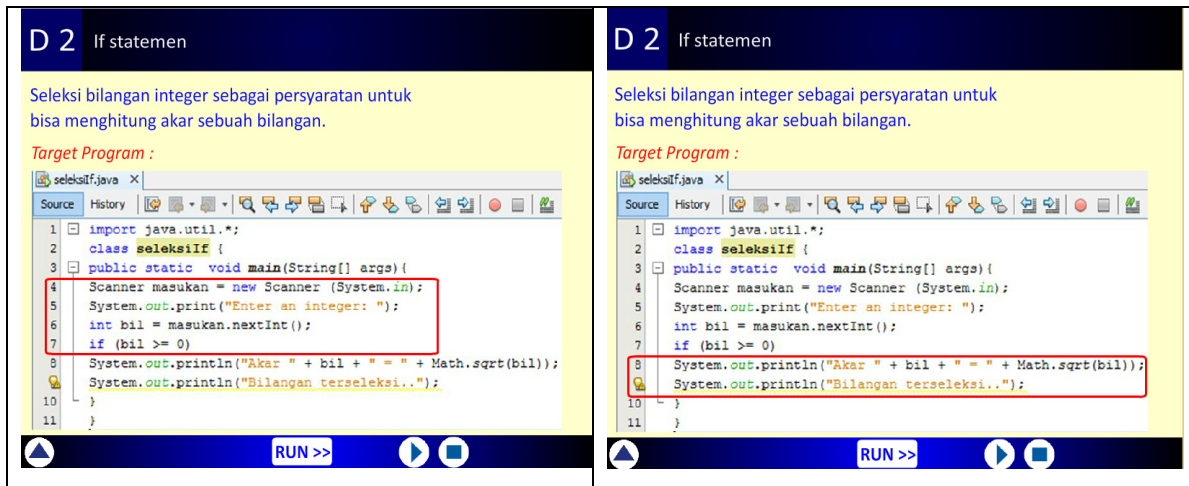 D 2 If statemen
Seleksi bilangan integer sebagai persyaratan untuk
bisa menghitung akar sebuah bilangan.
Target Program :
seleksiIf.java X
Source History
1 import java.util.*;
2 class seleksiIf {
3 public static void main(String[] args){
4 Scanner masukan = new Scanner (System.in);
5 System.out.print("Enter an integer: ");
6 int bil = masukan.nextInt();
7 if (bil >= 0)
8 System.out.println("Akar " + bil + " = " + Math.sqrt(bil));
System.out.println("Bilangan terseleksi..");
10 }
11 }
RUN >>
D 2 If statemen
Seleksi bilangan integer sebagai persyaratan untuk
bisa menghitung akar sebuah bilangan.
Target Program :
seleksiIf.java X
Source History
1 import java.util.*;
2 class seleksiIf {
3 public static void main(String[] args){
4 Scanner masukan = new Scanner (System.in);
5 System.out.print("Enter an integer: ");
6 int bil = masukan.nextInt();
7 if (bil >= 0)
8 System.out.println("Akar " + bil + " = " + Math.sqrt(bil));
System.out.println("Bilangan terseleksi..");
10 }
11 }
RUN >>